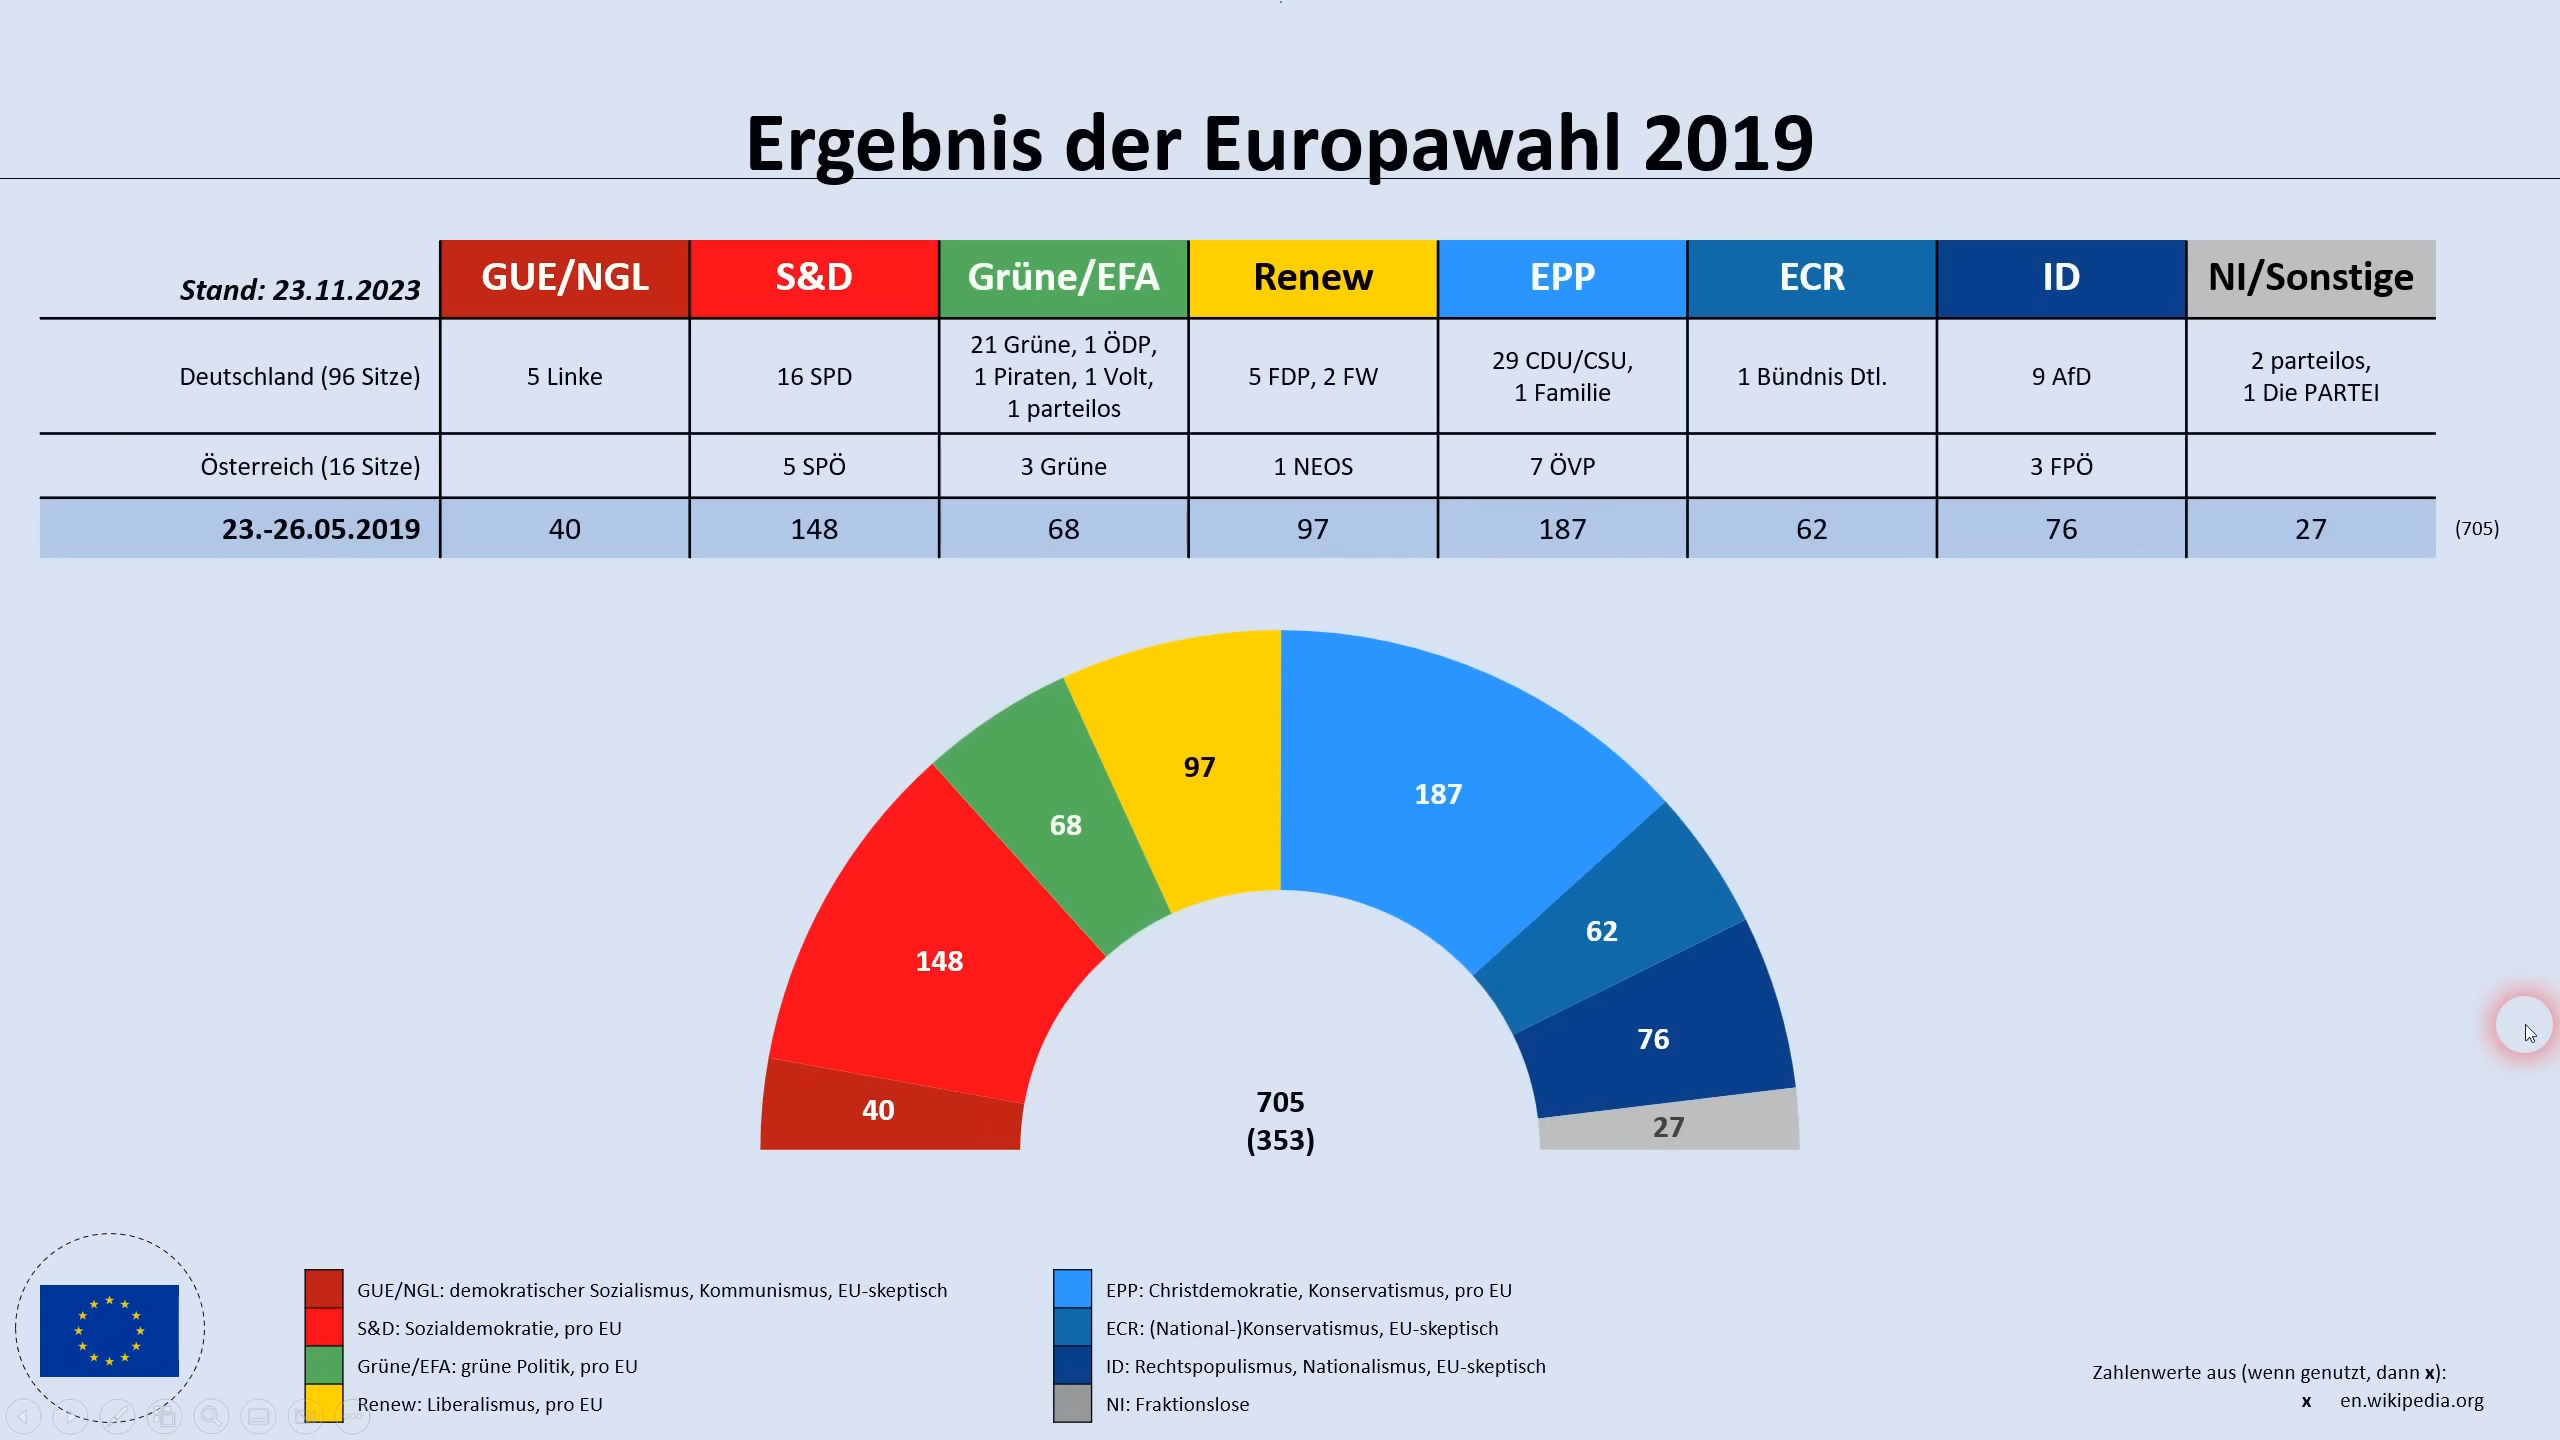 Ergebnis der Europawahl 2019
Stand: 23.11.2023 GUE/NGL S&D Grüne/EFA Renew EPP ECR ID NI/Sonstige
Deutschland (96 Sitze)
5 Linke
16 SPD
21 Grüne, 1 ÖDP,
1 Piraten, 1 Volt,
1 parteilos
5 FDP, 2 FW
29 CDU/CSU,
1 Familie
1 Bündnis Dtl.
9 AfD
2 parteilos,
1 Die PARTEI
Österreich (16 Sitze) 5 SPÖ 3 Grüne 1 NEOS 7 ÖVP 3 FPÖ
23.-26.05.2019 40 148 68 97 187 62 76 27 (705)
40
148
68
97
187
62
76
27
705
(353)
GUE/NGL: demokratischer Sozialismus, Kommunismus, EU-skeptisch
S&D: Sozialdemokratie, pro EU
Grüne/EFA: grüne Politik, pro EU
Renew: Liberalismus, pro EU
EPP: Christdemokratie, Konservatismus, pro EU
ECR: (National-)Konservatismus, EU-skeptisch
ID: Rechtspopulismus, Nationalismus, EU-skeptisch
NI: Fraktionslose
Zahlenwerte aus (wenn genutzt, dann x):
x en.wikipedia.org